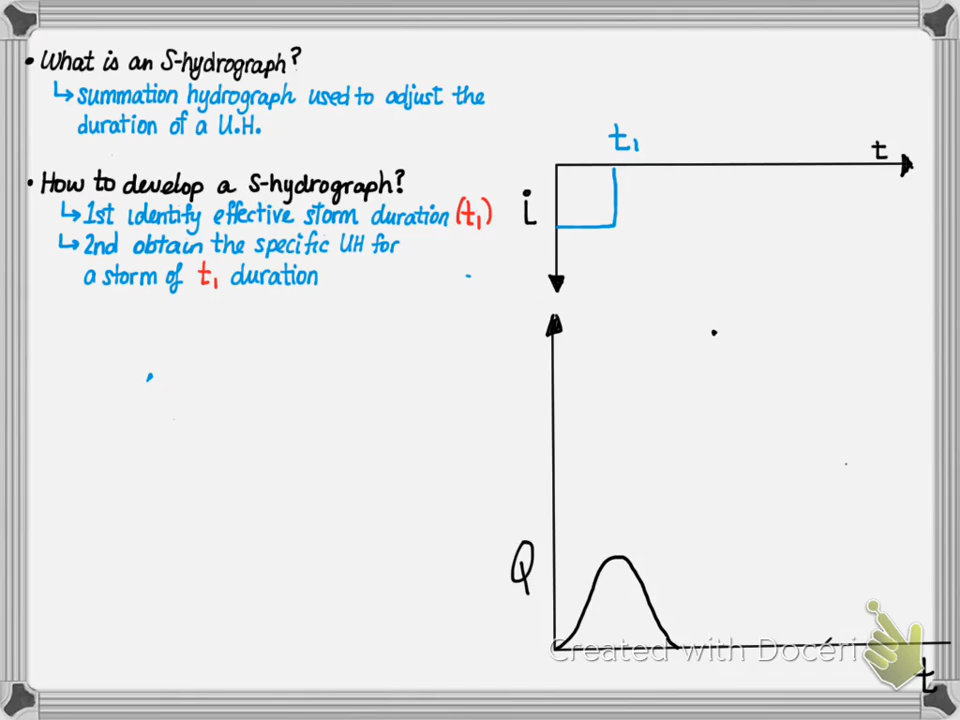 • What is an S-hydrograph?
↳ summation hydrograph used to adjust the
duration of a U.H.
• How to develop a S-hydrograph?
↳ 1st identify effective storm duration (t₁)
↳ 2nd obtain the specific UH for
a storm of t₁ duration
t₁
t
i
Q
Created with Doceri
t